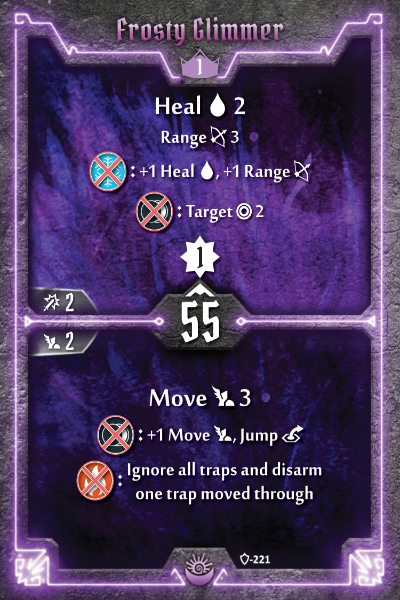 Frosty Glimmer
1
Heal 2
Range 3
: +1 Heal , +1 Range
: Target 2
1
2
55
2
Move 3
: +1 Move , Jump
: Ignore all traps and disarm
one trap moved through
-221